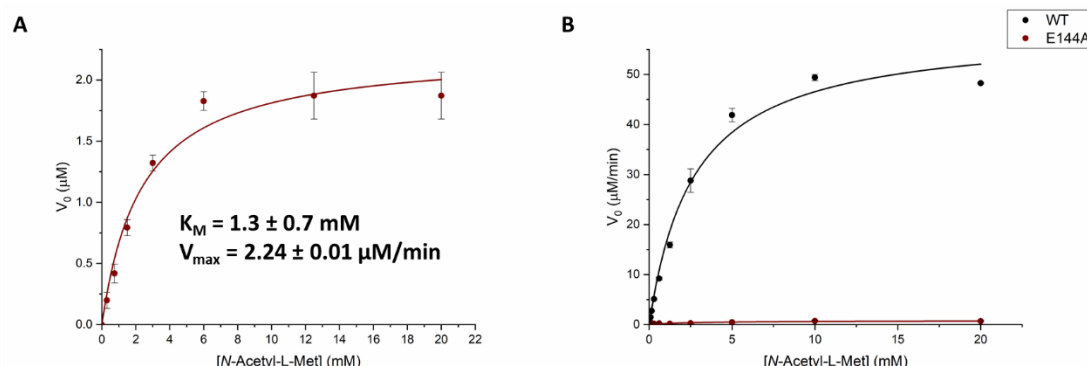 A
B
WT
E144A
2.0
1.5
1.0
0.5
0.0
V₀ (μM)
K_M = 1.3 ± 0.7 mM
V_max = 2.24 ± 0.01 μM/min
0 2 4 6 8 10 12 14 16 18 20 22
[N-Acetyl-L-Met] (mM)
50
40
30
20
10
0
V₀ (μM/min)
0 5 10 15 20
[N-Acetyl-L-Met] (mM)